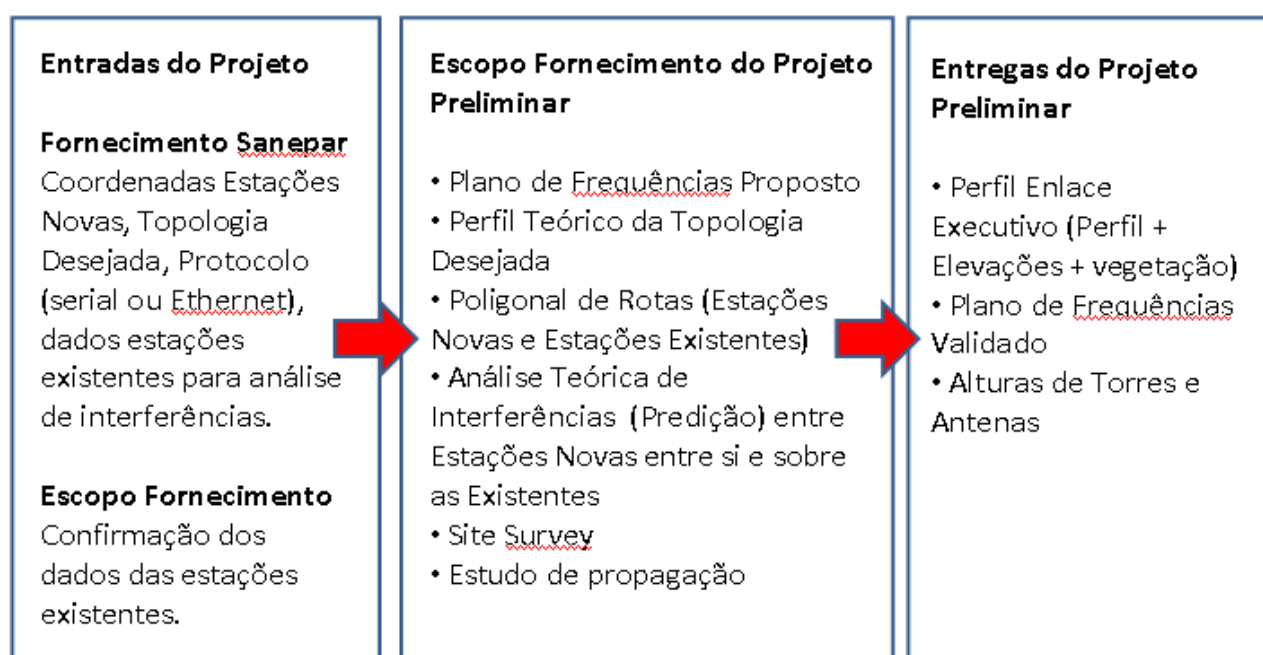 Entradas do Projeto
Fornecimento Sanepar
Coordenadas Estações
Novas, Topologia
Desejada, Protocolo
(serial ou Ethernet),
dados estações
existentes para análise
de interferências.
Escopo Fornecimento
Confirmação dos
dados das estações
existentes.
Escopo Fornecimento do Projeto
Preliminar
• Plano de Frequências Proposto
• Perfil Teórico da Topologia
Desejada
• Poligonal de Rotas (Estações
Novas e Estações Existentes)
• Análise Teórica de
Interferências (Predição) entre
Estações Novas entre si e sobre
as Existentes
• Site Survey
• Estudo de propagação
Entregas do Projeto
Preliminar
• Perfil Enlace
Executivo (Perfil +
Elevações + vegetação)
• Plano de Frequências
Validado
• Alturas de Torres e
Antenas